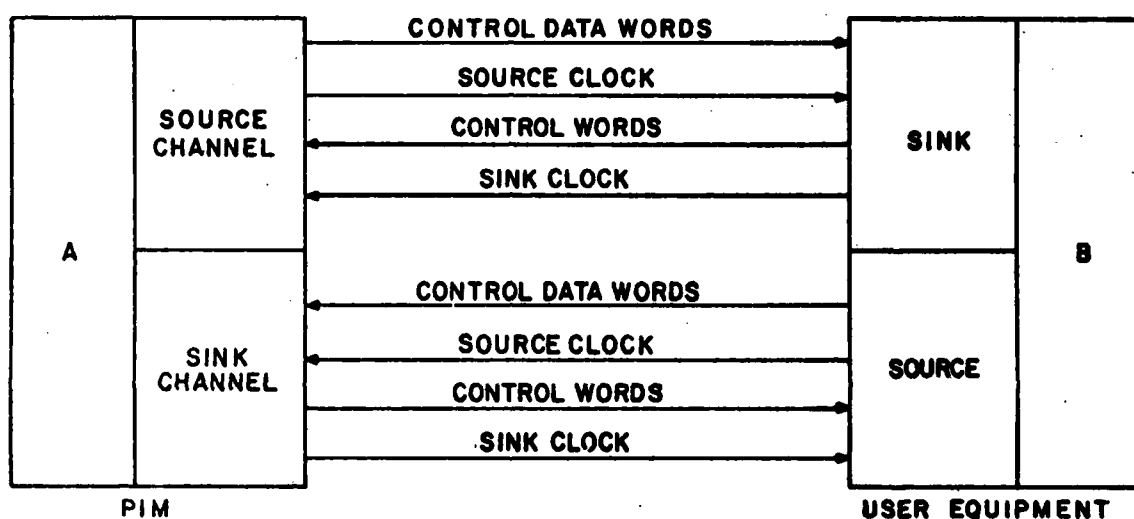 CONTROL DATA WORDS
SOURCE CLOCK
SOURCE
CHANNEL
CONTROL WORDS
SINK
SINK CLOCK
A
B
CONTROL DATA WORDS
SOURCE CLOCK
SINK
CHANNEL
SOURCE
CONTROL WORDS
SINK CLOCK
PIM
USER EQUIPMENT